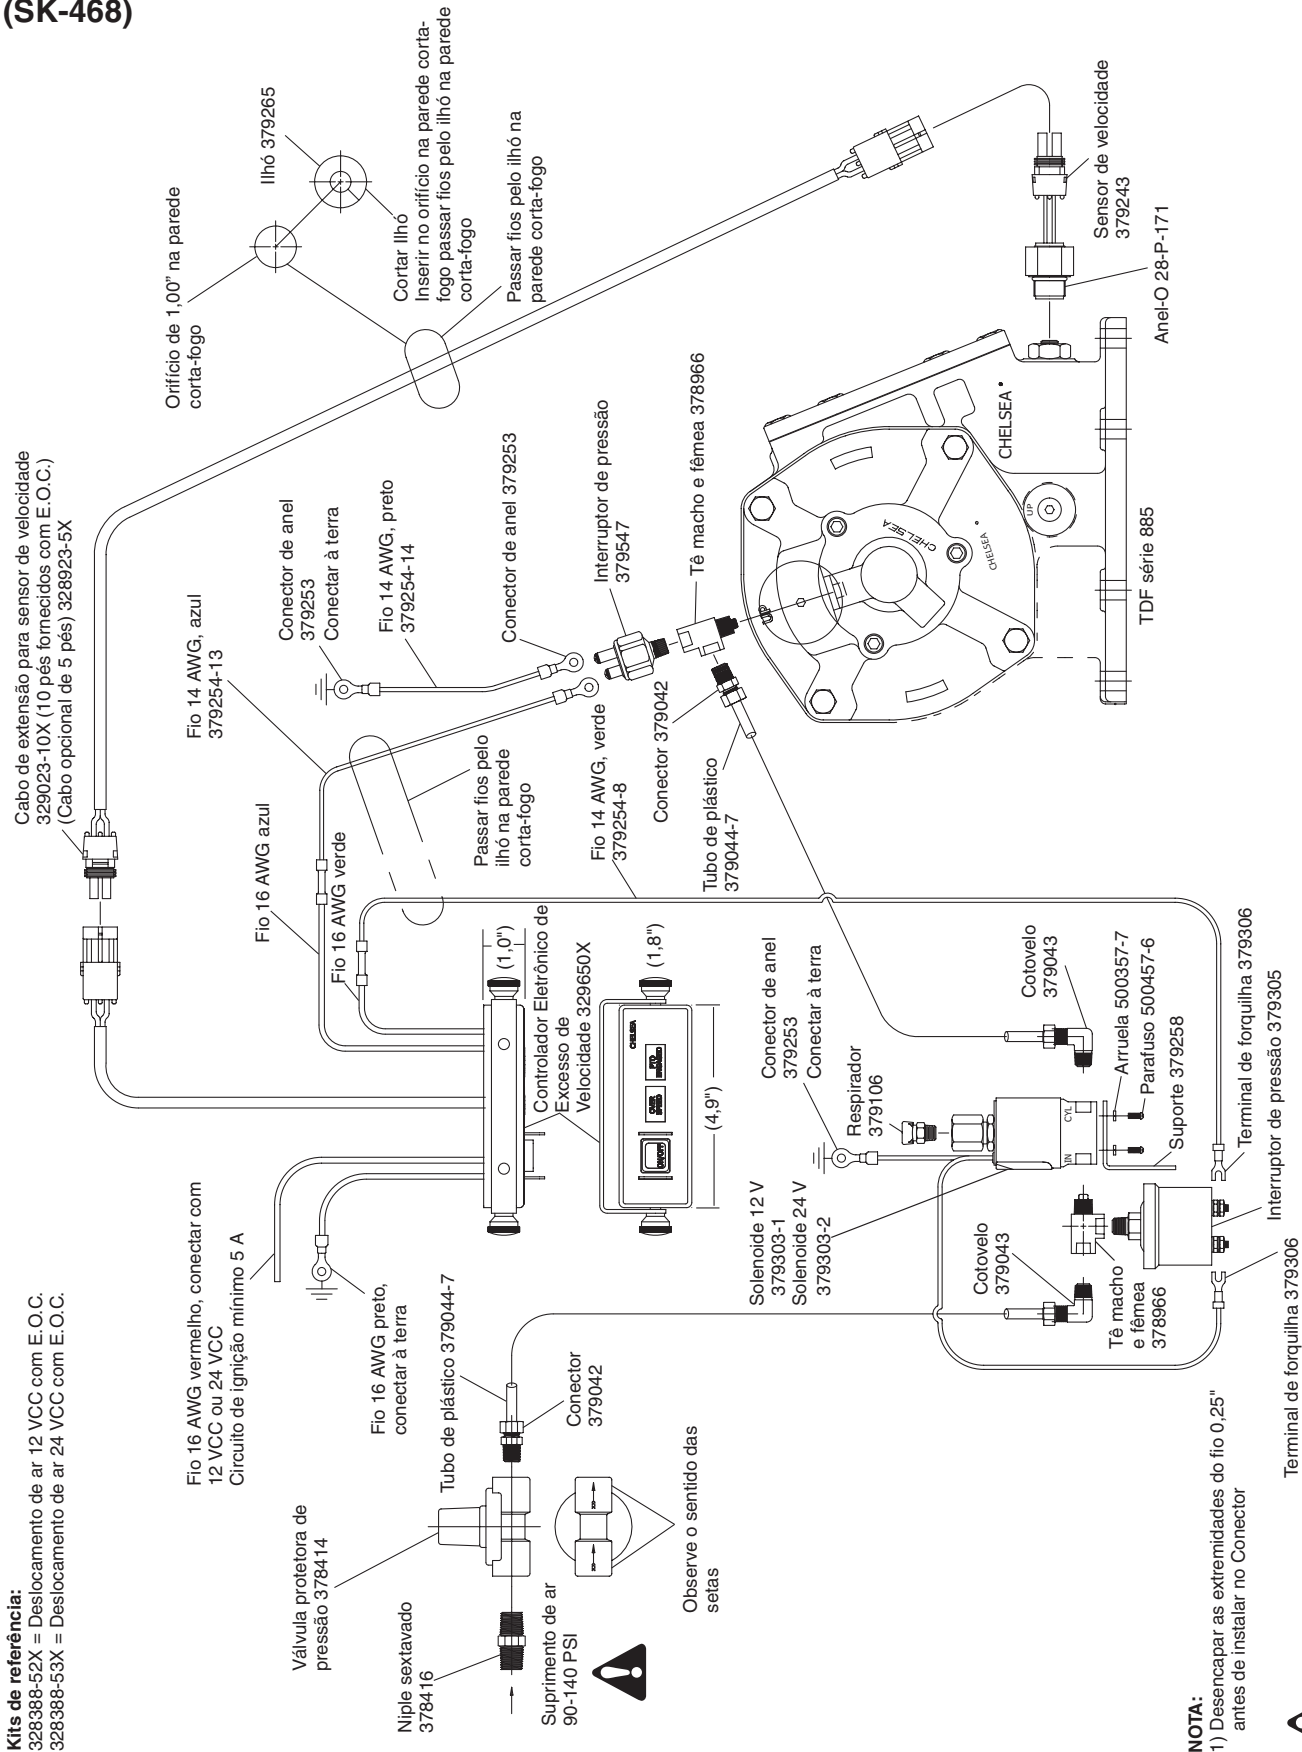 (SK-468)
Kits de referência:
328388-52X = Deslocamento de ar 12 VCC com E.O.C.
328388-53X = Deslocamento de ar 24 VCC com E.O.C.
Cabo de extensão para sensor de velocidade
329023-10X (10 pés fornecidos com E.O.C.)
(Cabo opcional de 5 pés) 328923-5X
Orifício de 1,00" na parede
corta-fogo
Ilhó 379265
Cortar Ilhó
Inserir no orifício na parede corta-
fogo passar fios pelo ilhó na parede
corta-fogo
Passar fios pelo ilhó na
parede corta-fogo
Fio 16 AWG vermelho, conectar com
12 VCC ou 24 VCC
Circuito de ignição mínimo 5 A
Fio 16 AWG azul
Fio 16 AWG verde
Fio 14 AWG, azul
379254-13
Conector de anel
379253
Conectar à terra
Fio 14 AWG, preto
379254-14
Conector de anel 379253
Passar fios pelo
ilhó na parede
corta-fogo
Interruptor de pressão
379547
Tê macho e fêmea 378966
Sensor de velocidade
379243
Anel-O 28-P-171
Fio 16 AWG preto,
conectar à terra
(1,0")
Controlador Eletrônico de
Excesso de
Velocidade 329650X
(1,8")
(4,9")
CHELSEA
ON/OFF
OVER
SPEED
PTO
ENGAGED
Fio 14 AWG, verde
379254-8
Conector 379042
Tubo de plástico
379044-7
CHELSEA
CHELSEA
CHELSEA
UP
UP
TDF série 885
Válvula protetora de
pressão 378414
Tubo de plástico 379044-7
Conector
379042
Niple sextavado
378416
Suprimento de ar
90-140 PSI
Observe o sentido das
setas
Solenoide 12 V
379303-1
Solenoide 24 V
379303-2
Conector de anel
379253
Conectar à terra
Respirador
379106
Cotovelo
379043
IN
CYL
Arruela 500357-7
Parafuso 500457-6
Suporte 379258
Cotovelo
379043
Tê macho
e fêmea
378966
Terminal de forquilha 379306
Interruptor de pressão 379305
Terminal de forquilha 379306
NOTA:
1) Desencapar as extremidades do fio 0,25"
antes de instalar no Conector